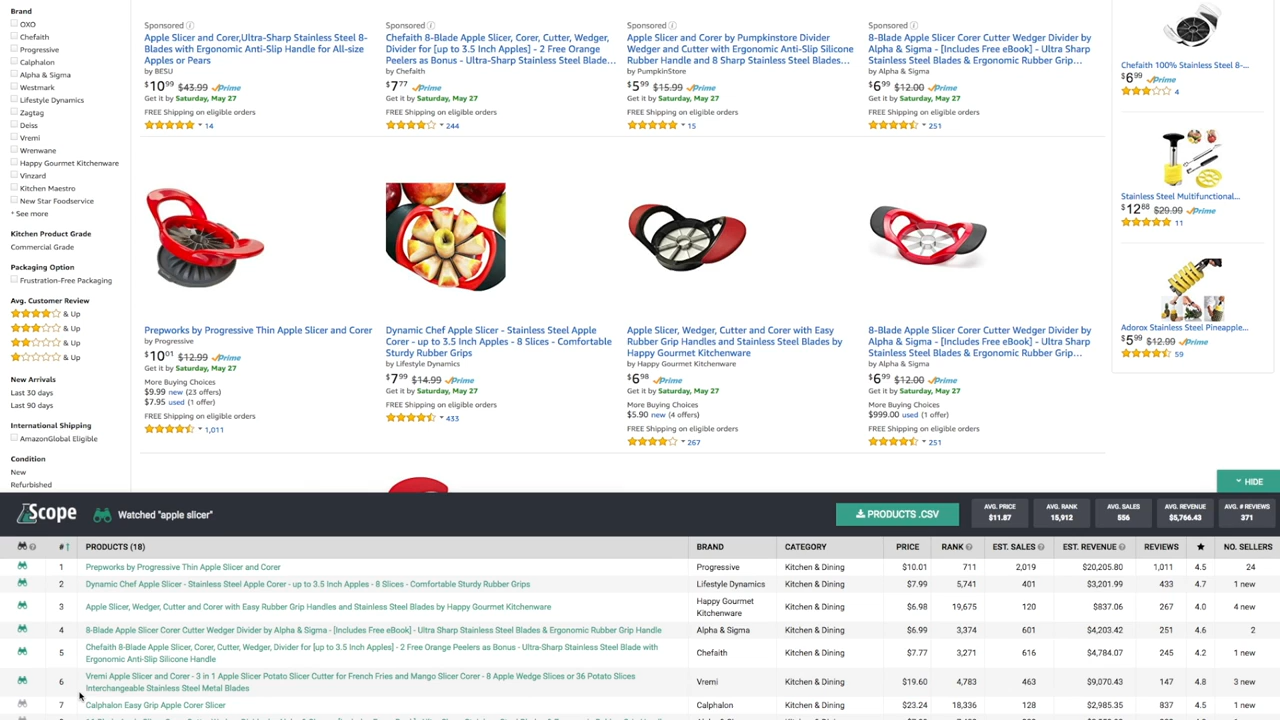 Brand
OXO
Chefaith
Progressive
Calphalon
Alpha & Sigma
Westmark
Lifestyle Dynamics
Zagtag
Deiss
Vremi
Wrenwane
Happy Gourmet Kitchenware
Vinzard
Kitchen Maestro
New Star Foodservice
+ See more
Kitchen Product Grade
Commercial Grade
Packaging Option
Frustration-Free Packaging
Avg. Customer Review
& Up
& Up
& Up
& Up
New Arrivals
Last 30 days
Last 90 days
International Shipping
AmazonGlobal Eligible
Condition
New
Refurbished
Sponsored
Apple Slicer and Corer,Ultra-Sharp Stainless Steel 8-
Blades with Ergonomic Anti-Slip Handle for All-size
Apples or Pears
by BESU
$10.99 $43.99 Prime
Get it by Saturday, May 27
FREE Shipping on eligible orders
14
Sponsored
Chefaith 8-Blade Apple Slicer, Corer, Cutter, Wedger,
Divider for [up to 3.5 Inch Apples] - 2 Free Orange
Peelers as Bonus - Ultra-Sharp Stainless Steel Blade...
by Chefaith
$7.77 Prime
Get it by Saturday, May 27
FREE Shipping on eligible orders
244
Sponsored
Apple Slicer and Corer by Pumpkinstore Divider
Wedger and Cutter with Ergonomic Anti-Slip Silicone
Rubber Handle and 8 Sharp Stainless Steel Blades...
by PumpkinStore
$5.99 $15.99 Prime
Get it by Saturday, May 27
FREE Shipping on eligible orders
15
Sponsored
8-Blade Apple Slicer Corer Cutter Wedger Divider by
Alpha & Sigma - [Includes Free eBook] - Ultra Sharp
Stainless Steel Blades & Ergonomic Rubber Grip...
by Alpha & Sigma
$6.99 $12.00 Prime
Get it by Saturday, May 27
FREE Shipping on eligible orders
251
Prepworks by Progressive Thin Apple Slicer and Corer
by Progressive
$10.01 $12.99 Prime
Get it by Saturday, May 27
More Buying Choices
$9.99 new (23 offers)
$7.95 used (1 offer)
FREE Shipping on eligible orders
1,011
Dynamic Chef Apple Slicer - Stainless Steel Apple
Corer - up to 3.5 Inch Apples - 8 Slices - Comfortable
Sturdy Rubber Grips
by Lifestyle Dynamics
$7.99 $14.99 Prime
Get it by Saturday, May 27
FREE Shipping on eligible orders
433
Apple Slicer, Wedger, Cutter and Corer with Easy
Rubber Grip Handles and Stainless Steel Blades by
Happy Gourmet Kitchenware
by Happy Gourmet Kitchenware
$6.98 Prime
Get it by Saturday, May 27
More Buying Choices
$5.90 new (4 offers)
FREE Shipping on eligible orders
267
8-Blade Apple Slicer Corer Cutter Wedger Divider by
Alpha & Sigma - [Includes Free eBook] - Ultra Sharp
Stainless Steel Blades & Ergonomic Rubber Grip...
by Alpha & Sigma
$6.99 $12.00 Prime
Get it by Saturday, May 27
More Buying Choices
$999.00 used (1 offer)
FREE Shipping on eligible orders
251
Chefaith 100% Stainless Steel 8-...
$6.99 Prime
4
Stainless Steel Multifunctional...
$12.88 $29.99 Prime
11
Adorox Stainless Steel Pineapple...
$5.99 $12.99 Prime
59
HIDE
Scope
Watched "apple slicer"
PRODUCTS .CSV
AVG. PRICE
$11.87
AVG. RANK
15,912
AVG. SALES
556
AVG. REVENUE
$5,766.43
AVG. # REVIEWS
371
# PRODUCTS (18) BRAND CATEGORY PRICE RANK EST. SALES EST. REVENUE REVIEWS NO. SELLERS
1 Prepworks by Progressive Thin Apple Slicer and Corer Progressive Kitchen & Dining $10.01 711 2,019 $20,205.80 1,011 4.5 24
2 Dynamic Chef Apple Slicer - Stainless Steel Apple Corer - up to 3.5 Inch Apples - 8 Slices - Comfortable Sturdy Rubber Grips Lifestyle Dynamics Kitchen & Dining $7.99 5,741 401 $3,201.99 433 4.7 1 new
3 Apple Slicer, Wedger, Cutter and Corer with Easy Rubber Grip Handles and Stainless Steel Blades by Happy Gourmet Kitchenware Happy Gourmet Kitchenware Kitchen & Dining $6.98 19,675 120 $837.06 267 4.0 4 new
4 8-Blade Apple Slicer Corer Cutter Wedger Divider by Alpha & Sigma - [Includes Free eBook] - Ultra Sharp Stainless Steel Blades & Ergonomic Rubber Grip Handle Alpha & Sigma Kitchen & Dining $6.99 3,374 601 $4,203.42 251 4.6 2
5 Chefaith 8-Blade Apple Slicer, Corer, Cutter, Wedger, Divider for [up to 3.5 Inch Apples] - 2 Free Orange Peelers as Bonus - Ultra-Sharp Stainless Steel Blade with
Ergonomic Anti-Slip Silicone Handle Chefaith Kitchen & Dining $7.77 3,271 616 $4,784.07 245 4.2 1 new
6 Vremi Apple Slicer and Corer - 3 in 1 Apple Slicer Potato Slicer Cutter for French Fries and Mango Slicer Corer - 8 Apple Wedge Slices or 36 Potato Slices
Interchangeable Stainless Steel Metal Blades Vremi Kitchen & Dining $19.60 4,783 463 $9,070.43 147 4.8 3 new
7 Calphalon Easy Grip Apple Corer Slicer Calphalon Kitchen & Dining $23.24 18,336 128 $2,985.35 837 4.5 1 new